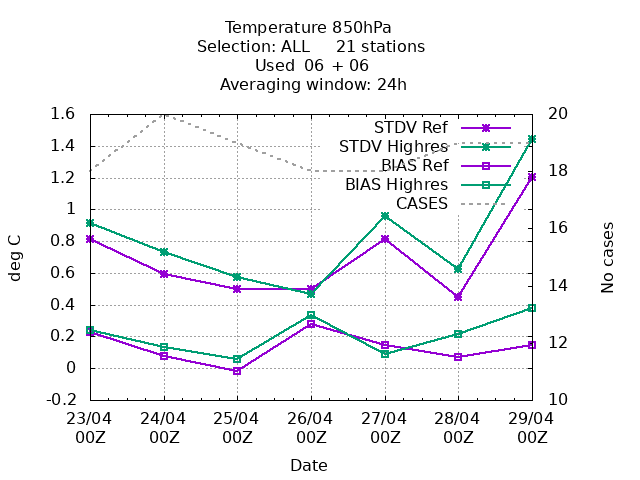 Temperature 850hPa
Selection: ALL 21 stations
Used 06 + 06
Averaging window: 24h
1.6
1.4
1.2
1
0.8
0.6
0.4
0.2
0
-0.2
deg C
STDV Ref
STDV Highres
BIAS Ref
BIAS Highres
CASES
20
18
16
14
12
10
No cases
23/04 24/04 25/04 26/04 27/04 28/04 29/04
00Z 00Z 00Z 00Z 00Z 00Z 00Z
Date